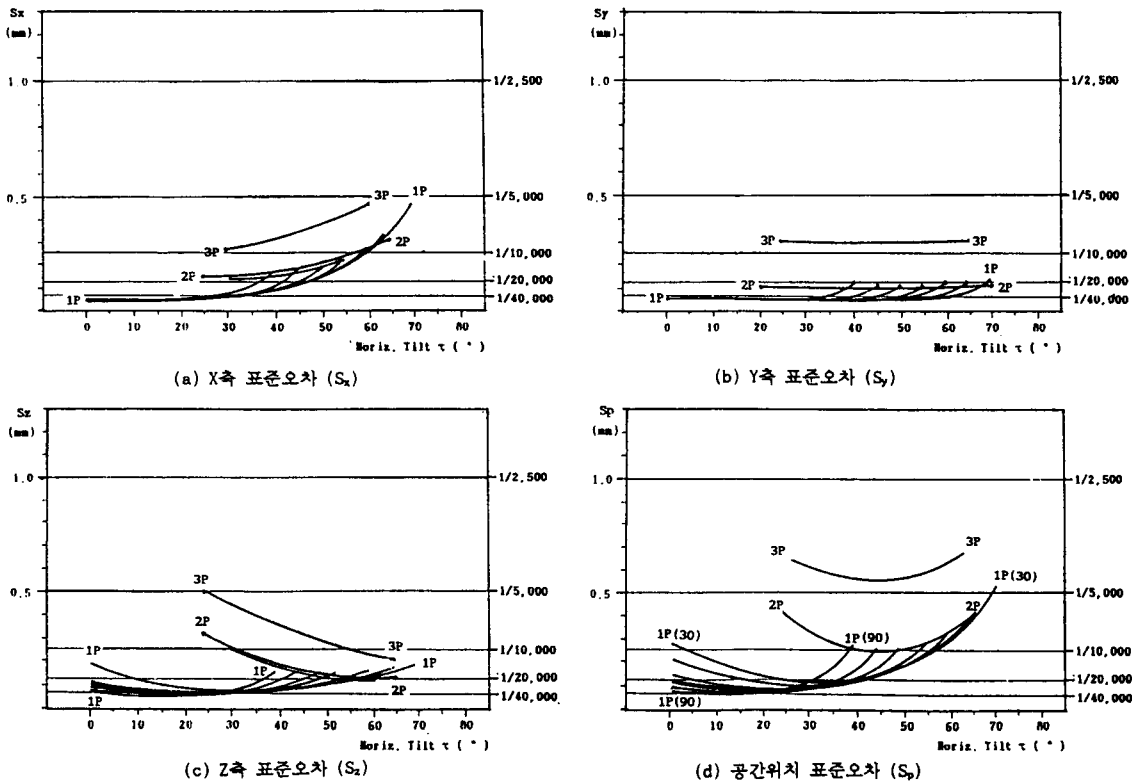 Sx
(mm)
1.0
0.5
1/2,500
1/5,000
1/10,000
1/20,000
1/40,000
3P
1P
3P
2P
2P
1P
0 10 20 30 40 50 60 70 80
Horiz. Tilt τ ( ° )
(a) X축 표준오차 (Sx)
Sy
(mm)
1.0
0.5
1/2,500
1/5,000
1/10,000
1/20,000
1/40,000
3P
3P
1P
2P
2P
1P
0 10 20 30 40 50 60 70 80
Horiz. Tilt τ ( ° )
(b) Y축 표준오차 (Sy)
Sz
(mm)
1.0
0.5
1/2,500
1/5,000
1/10,000
1/20,000
1/40,000
3P
2P
1P
3P
1P
1P
2P
1P
0 10 20 30 40 50 60 70 80
Horiz. Tilt τ ( ° )
(c) Z축 표준오차 (Sz)
Sp
(mm)
1.0
0.5
1/2,500
1/5,000
1/10,000
1/20,000
1/40,000
3P
3P
1P(30)
2P
1P(30)
1P(90)
1P(90)
0 10 20 30 40 50 60 70 80
Horiz. Tilt τ ( ° )
(d) 공간위치 표준오차 (Sp)